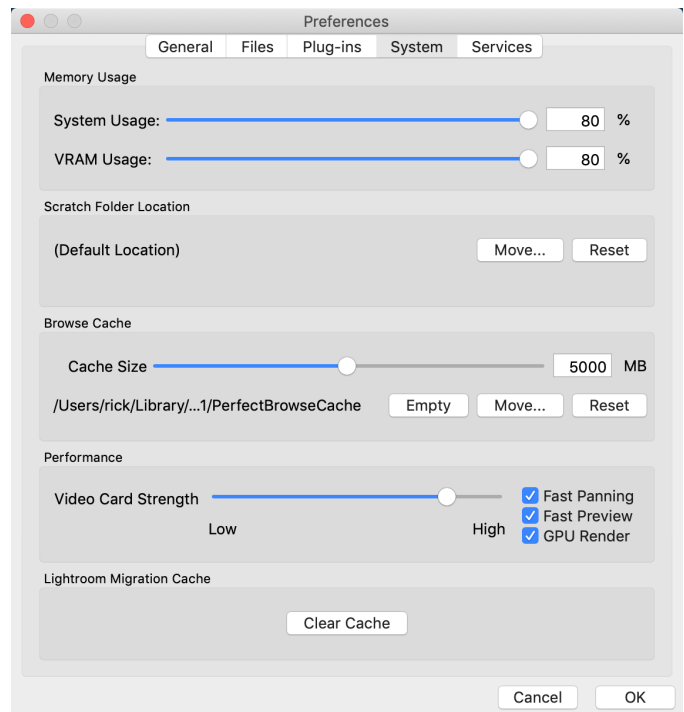 Preferences
General Files Plug-ins System Services
Memory Usage
System Usage: 80 %
VRAM Usage: 80 %
Scratch Folder Location
(Default Location) Move... Reset
Browse Cache
Cache Size 5000 MB
/Users/rick/Library/...1/PerfectBrowseCache Empty Move... Reset
Performance
Video Card Strength Fast Panning
Fast Preview
Low High GPU Render
Lightroom Migration Cache
Clear Cache
Cancel OK